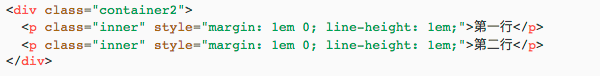 <div class="container2">
  <p class="inner" style="margin: 1em 0; line-height: 1em;">第一行</p>
  <p class="inner" style="margin: 1em 0; line-height: 1em;">第二行</p>
</div>